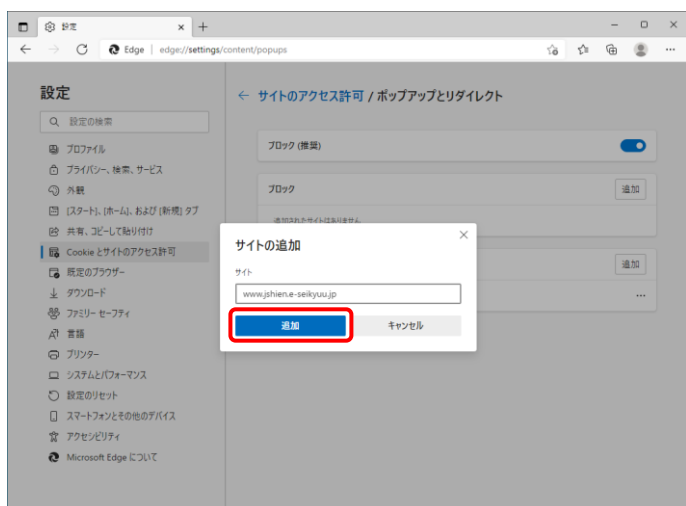 設定
Edge | edge://settings/content/popups
設定
設定の検索
プロファイル
プライバシー、検索、サービス
外観
[スタート]、[ホーム]、および [新規] タブ
共有、コピーして貼り付け
Cookie とサイトのアクセス許可
既定のブラウザー
ダウンロード
ファミリー セーフティ
言語
プリンター
システムとパフォーマンス
設定のリセット
スマートフォンとその他のデバイス
アクセシビリティ
Microsoft Edge について
サイトのアクセス許可 / ポップアップとリダイレクト
ブロック (推奨)
ブロック
追加
追加されたサイトはありません
追加
サイトの追加
サイト
www.jshien.e-seikyuu.jp
追加
キャンセル